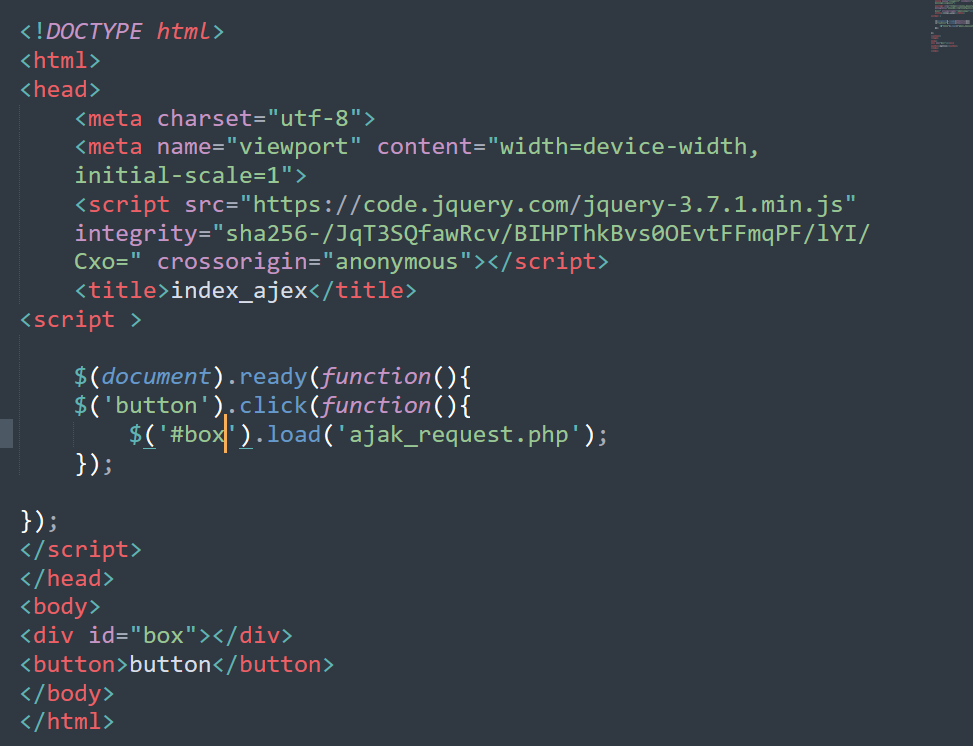 <!DOCTYPE html>
<html>
<head>
    <meta charset="utf-8">
    <meta name="viewport" content="width=device-width,
    initial-scale=1">
    <script src="https://code.jquery.com/jquery-3.7.1.min.js"
    integrity="sha256-/JqT3SQfawRcv/BIHPThkBvs0OEvtFFmqPF/lYI/
    Cxo=" crossorigin="anonymous"></script>
    <title>index_ajex</title>
<script >
    $(document).ready(function(){
    $('button').click(function(){
        $('#box').load('ajak_request.php');
    });
});
</script>
</head>
<body>
<div id="box"></div>
<button>button</button>
</body>
</html>